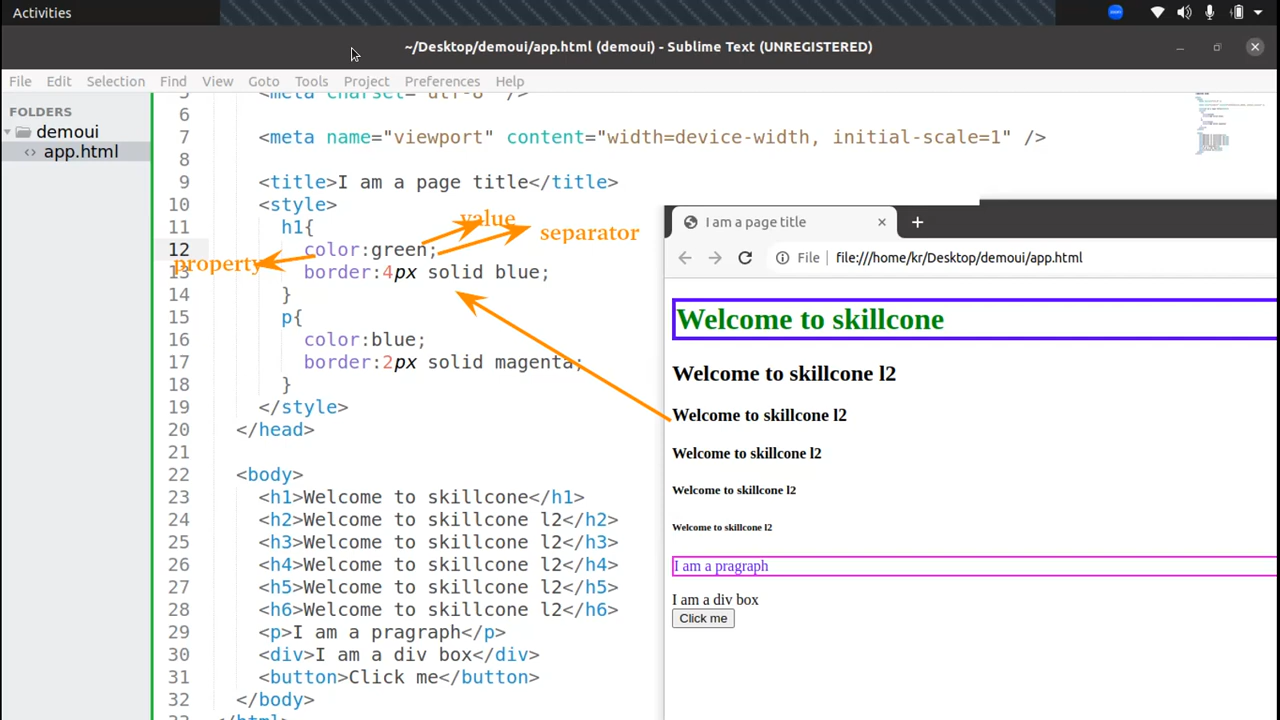 Activities
~/Desktop/demoui/app.html (demoui) - Sublime Text (UNREGISTERED)
File Edit Selection Find View Goto Tools Project Preferences Help
FOLDERS
demoui
app.html
5 <meta charset="utf-8" />
6
7 <meta name="viewport" content="width=device-width, initial-scale=1" />
8
9 <title>I am a page title</title>
10 <style>
11 h1{
12 color:green;
13 border:4px solid blue;
14 }
15 p{
16 color:blue;
17 border:2px solid magenta;
18 }
19 </style>
20 </head>
21
22 <body>
23 <h1>Welcome to skillcone</h1>
24 <h2>Welcome to skillcone l2</h2>
25 <h3>Welcome to skillcone l2</h3>
26 <h4>Welcome to skillcone l2</h4>
27 <h5>Welcome to skillcone l2</h5>
28 <h6>Welcome to skillcone l2</h6>
29 <p>I am a pragraph</p>
30 <div>I am a div box</div>
31 <button>Click me</button>
32 </body>
33 </html>
value
separator
property
I am a page title
File file:///home/kr/Desktop/demoui/app.html
Welcome to skillcone
Welcome to skillcone l2
Welcome to skillcone l2
Welcome to skillcone l2
Welcome to skillcone l2
Welcome to skillcone l2
I am a pragraph
I am a div box
Click me